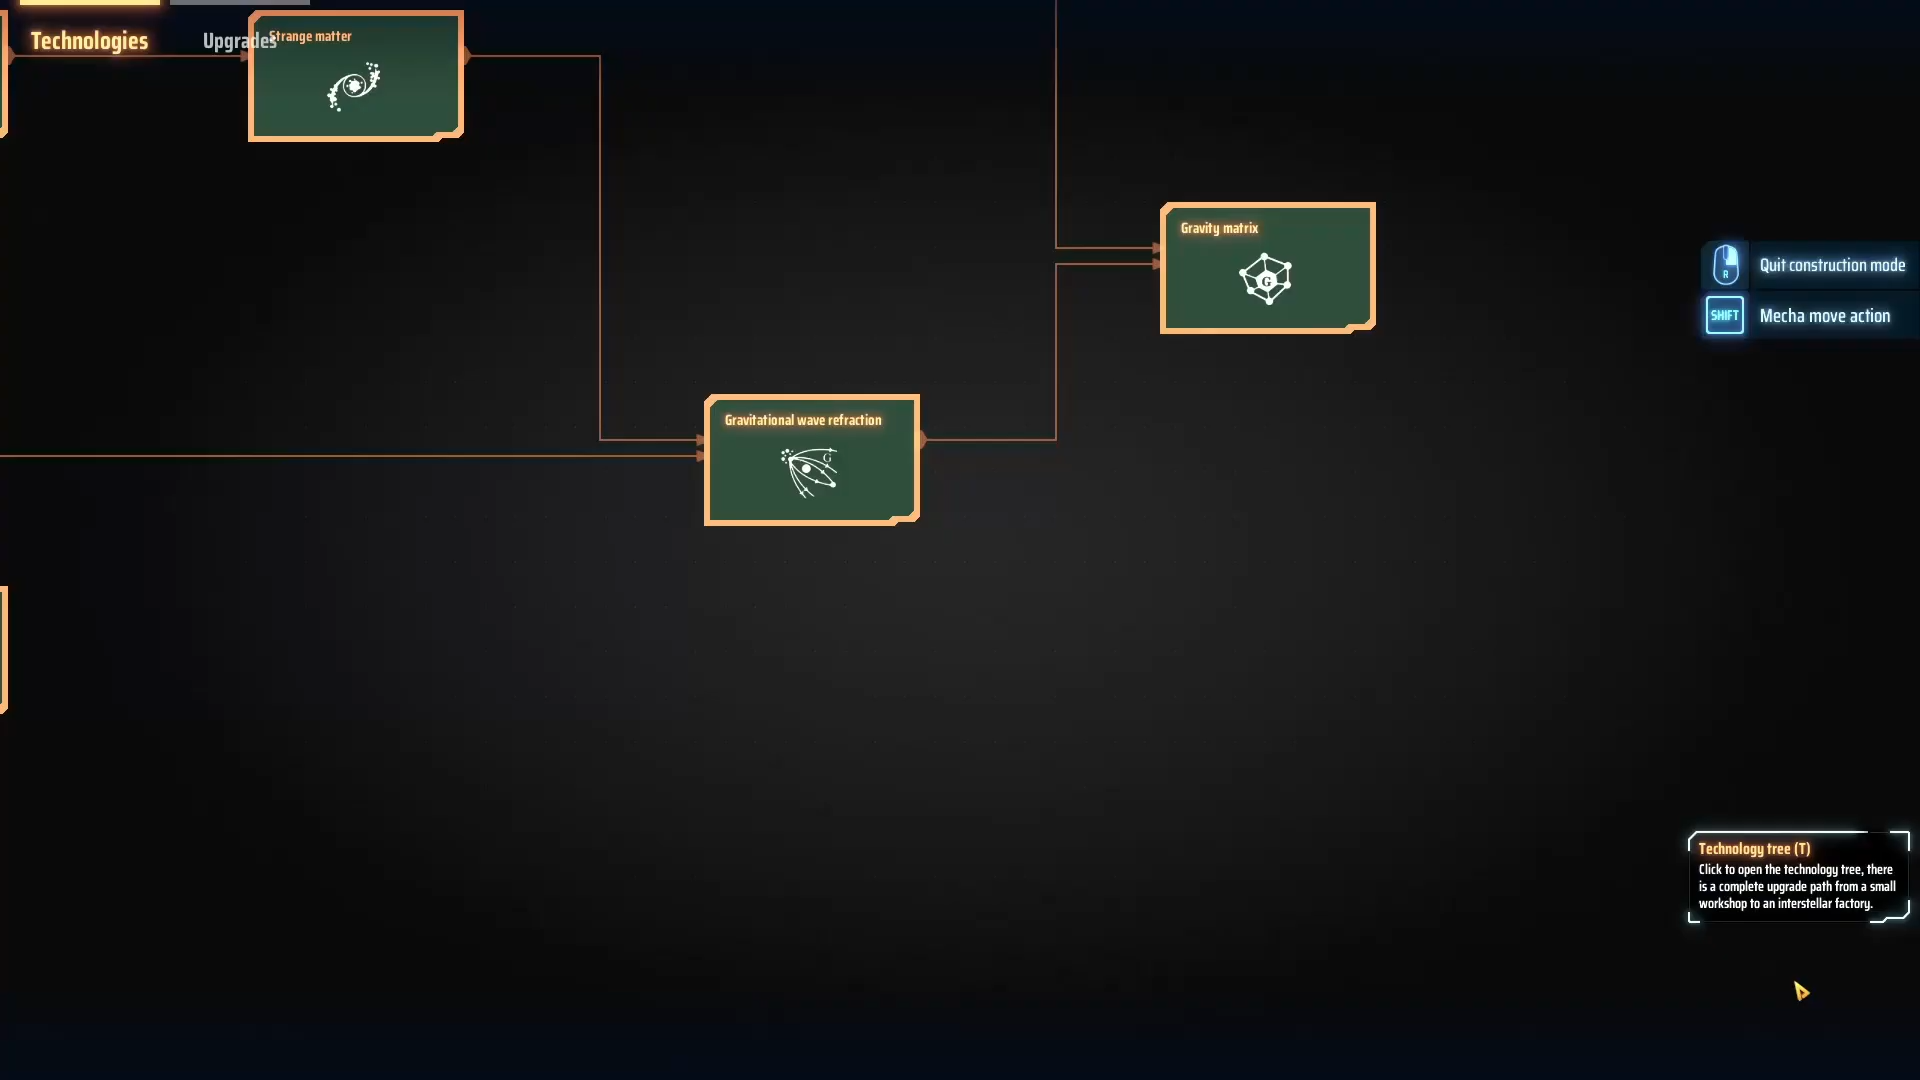 Technologies
Upgrades
Strange matter
Gravity matrix
G
R
Quit construction mode
SHIFT
Mecha move action
Gravitational wave refraction
G
Technology tree (T)
Click to open the technology tree, there
is a complete upgrade path from a small
workshop to an interstellar factory.